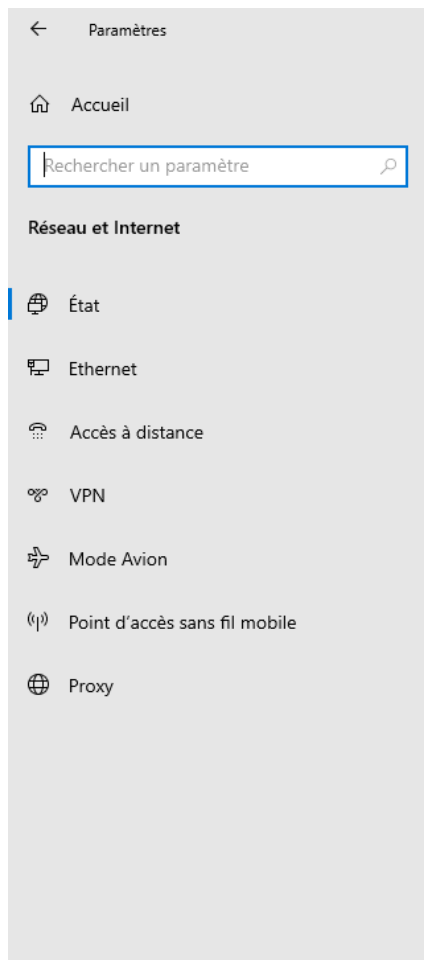 Paramètres
Accueil
Rechercher un paramètre
Réseau et Internet
État
Ethernet
Accès à distance
VPN
Mode Avion
Point d’accès sans fil mobile
Proxy